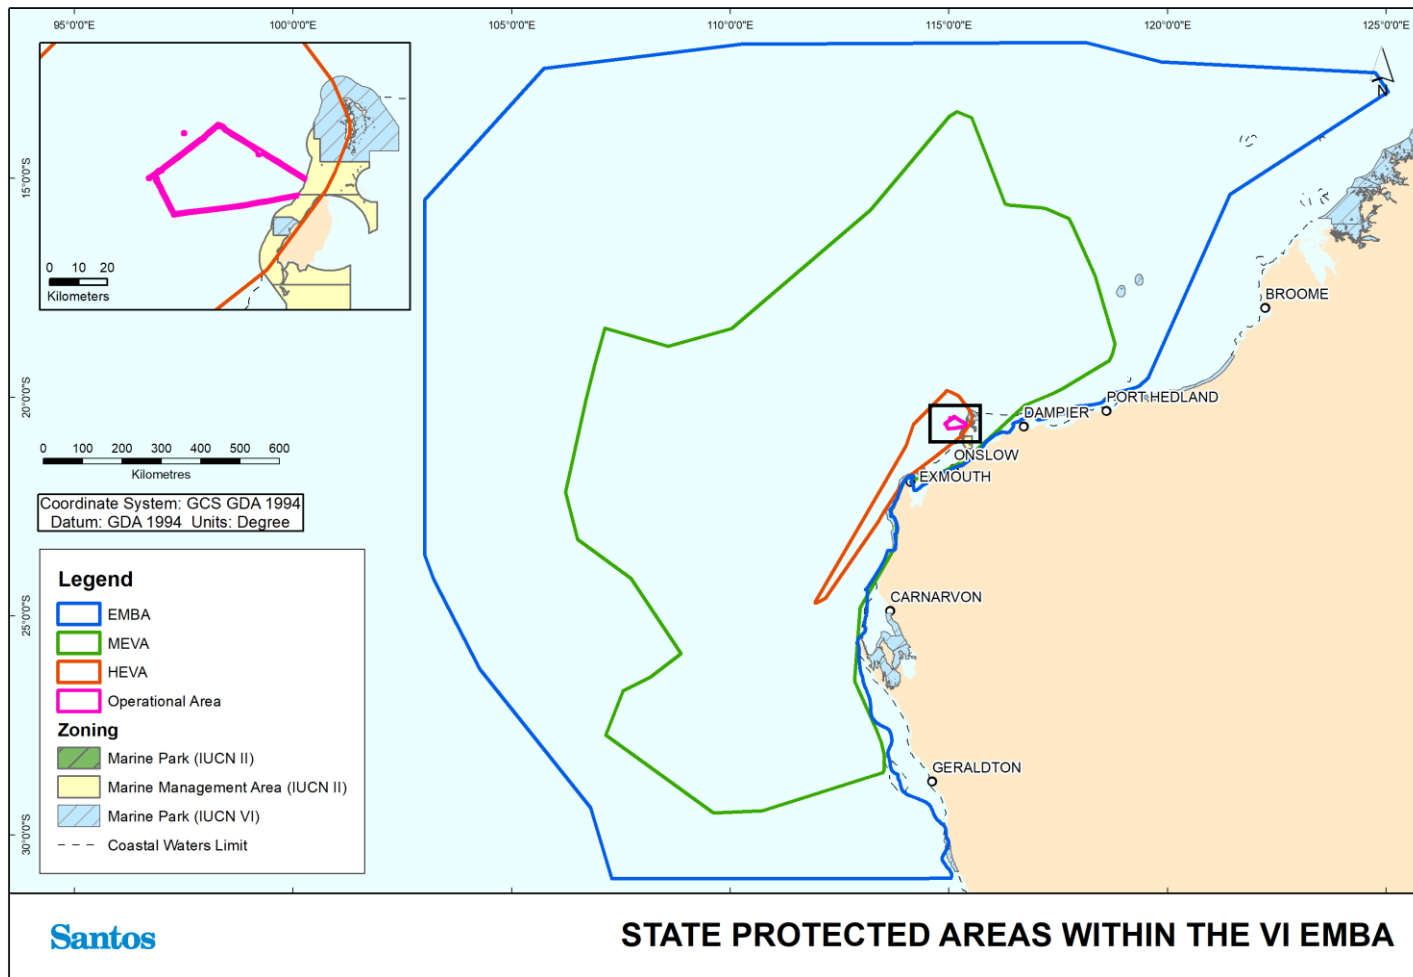 95°0'0"E
100°0'0"E
105°0'0"E
110°0'0"E
115°0'0"E
120°0'0"E
125°0'0"E
N
15°0'0"S
0 10 20
Kilometers
BROOME
20°0'0"S
PORT HEDLAND
DAMPIER
ONSLOW
EXMOUTH
0 100 200 300 400 500 600
Kilometres
Coordinate System: GCS GDA 1994
Datum: GDA 1994 Units: Degree
Legend
EMBA
MEVA
HEVA
Operational Area
Zoning
Marine Park (IUCN II)
Marine Management Area (IUCN II)
Marine Park (IUCN VI)
Coastal Waters Limit
25°0'0"S
CARNARVON
GERALDTON
30°0'0"S
Santos
STATE PROTECTED AREAS WITHIN THE VI EMBA